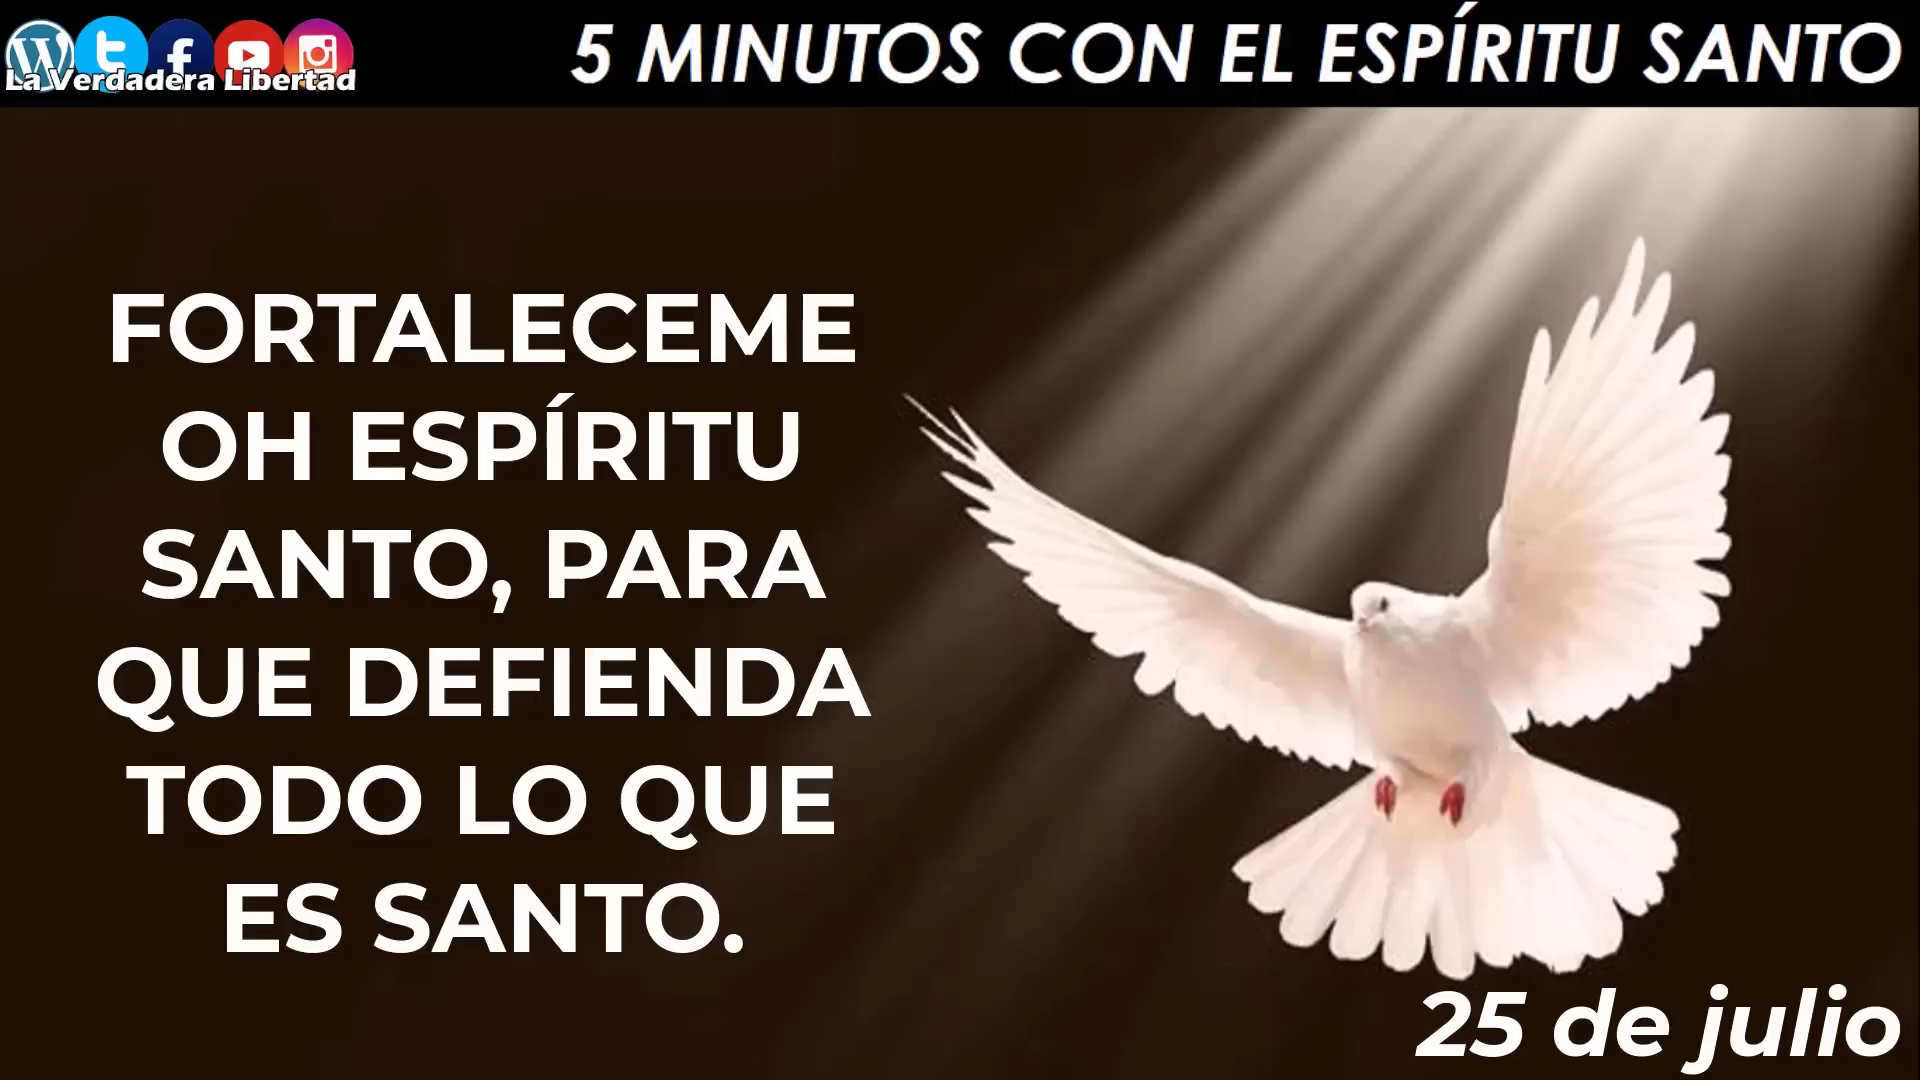 La Verdadera Libertad
5 MINUTOS CON EL ESPÍRITU SANTO
FORTALECEME
OH ESPÍRITU
SANTO, PARA
QUE DEFIENDA
TODO LO QUE
ES SANTO.
25 de julio